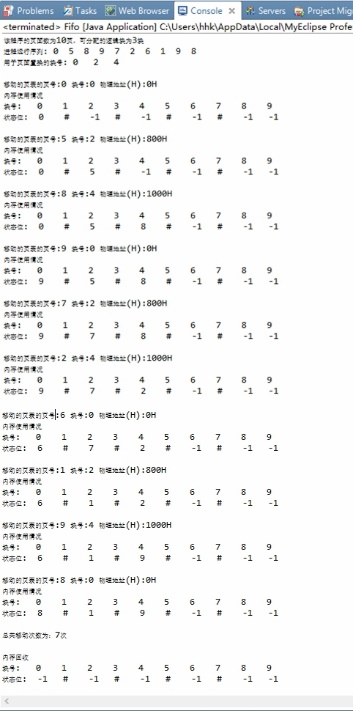 Problems Tasks Web Browser Console Servers Project Mig
<terminated> Fifo [Java Application] C:\Users\hhk\AppData\Local\MyEclipse Profe
该程序的页面数为10页，可分配的逻辑块为3块
进程运行序列: 0 5 8 9 7 2 6 1 9 8
用于页面置换的块号: 0 2 4
移动的页表的页号:0 块号:0 物理地址(H):0H
内存使用情况
块号: 0 1 2 3 4 5 6 7 8 9
状态位: 0 # -1 # -1 # -1 # -1 -1
移动的页表的页号:5 块号:2 物理地址(H):800H
内存使用情况
块号: 0 1 2 3 4 5 6 7 8 9
状态位: 0 # 5 # -1 # -1 # -1 -1
移动的页表的页号:8 块号:4 物理地址(H):1000H
内存使用情况
块号: 0 1 2 3 4 5 6 7 8 9
状态位: 0 # 5 # 8 # -1 # -1 -1
移动的页表的页号:9 块号:0 物理地址(H):0H
内存使用情况
块号: 0 1 2 3 4 5 6 7 8 9
状态位: 9 # 5 # 8 # -1 # -1 -1
移动的页表的页号:7 块号:2 物理地址(H):800H
内存使用情况
块号: 0 1 2 3 4 5 6 7 8 9
状态位: 9 # 7 # 8 # -1 # -1 -1
移动的页表的页号:2 块号:4 物理地址(H):1000H
内存使用情况
块号: 0 1 2 3 4 5 6 7 8 9
状态位: 9 # 7 # 2 # -1 # -1 -1
移动的页表的页号:6 块号:0 物理地址(H):0H
内存使用情况
块号: 0 1 2 3 4 5 6 7 8 9
状态位: 6 # 7 # 2 # -1 # -1 -1
移动的页表的页号:1 块号:2 物理地址(H):800H
内存使用情况
块号: 0 1 2 3 4 5 6 7 8 9
状态位: 6 # 1 # 2 # -1 # -1 -1
移动的页表的页号:9 块号:4 物理地址(H):1000H
内存使用情况
块号: 0 1 2 3 4 5 6 7 8 9
状态位: 6 # 1 # 9 # -1 # -1 -1
移动的页表的页号:8 块号:0 物理地址(H):0H
内存使用情况
块号: 0 1 2 3 4 5 6 7 8 9
状态位: 8 # 1 # 9 # -1 # -1 -1
总共移动次数为: 7次
内存回收
块号: 0 1 2 3 4 5 6 7 8 9
状态位: -1 # -1 # -1 # -1 # -1 -1